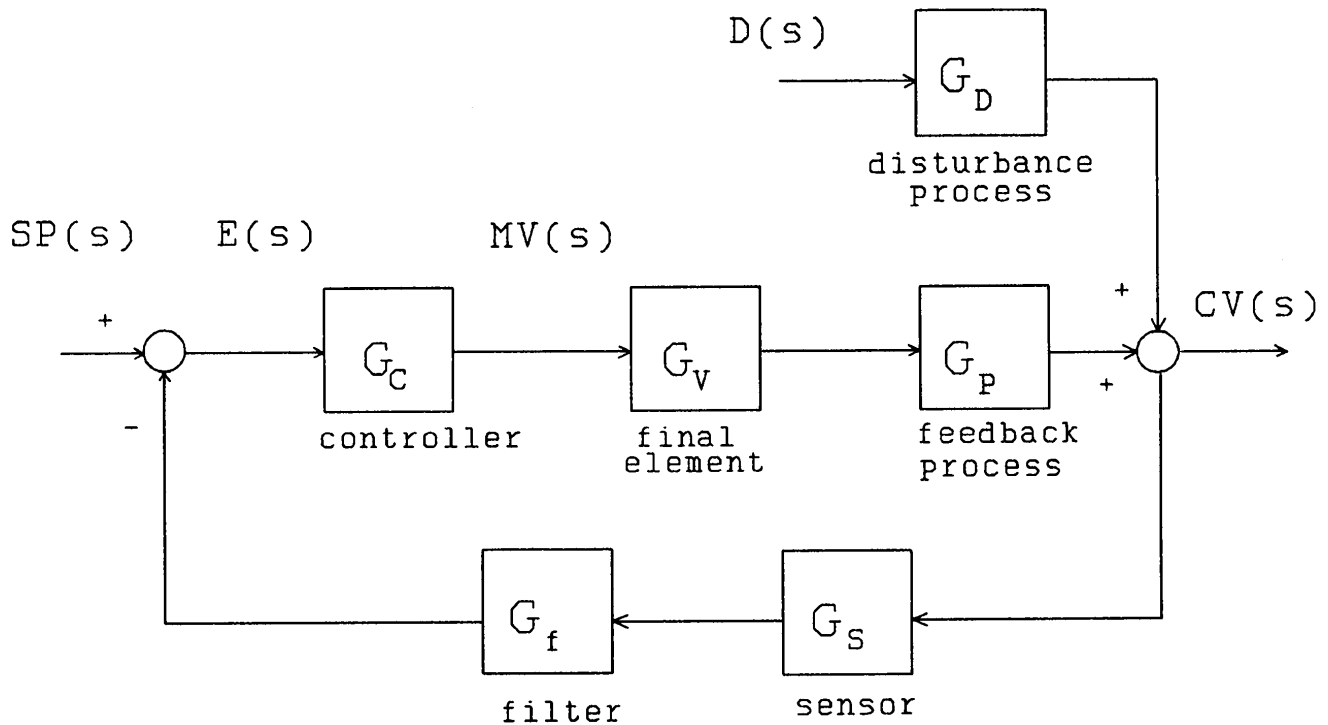 D(s)
G_D
disturbance
process
SP(s)
E(s)
MV(s)
+
G_C
G_V
G_P
+
CV(s)
+
-
controller
final
element
feedback
process
G_f
G_S
filter
sensor